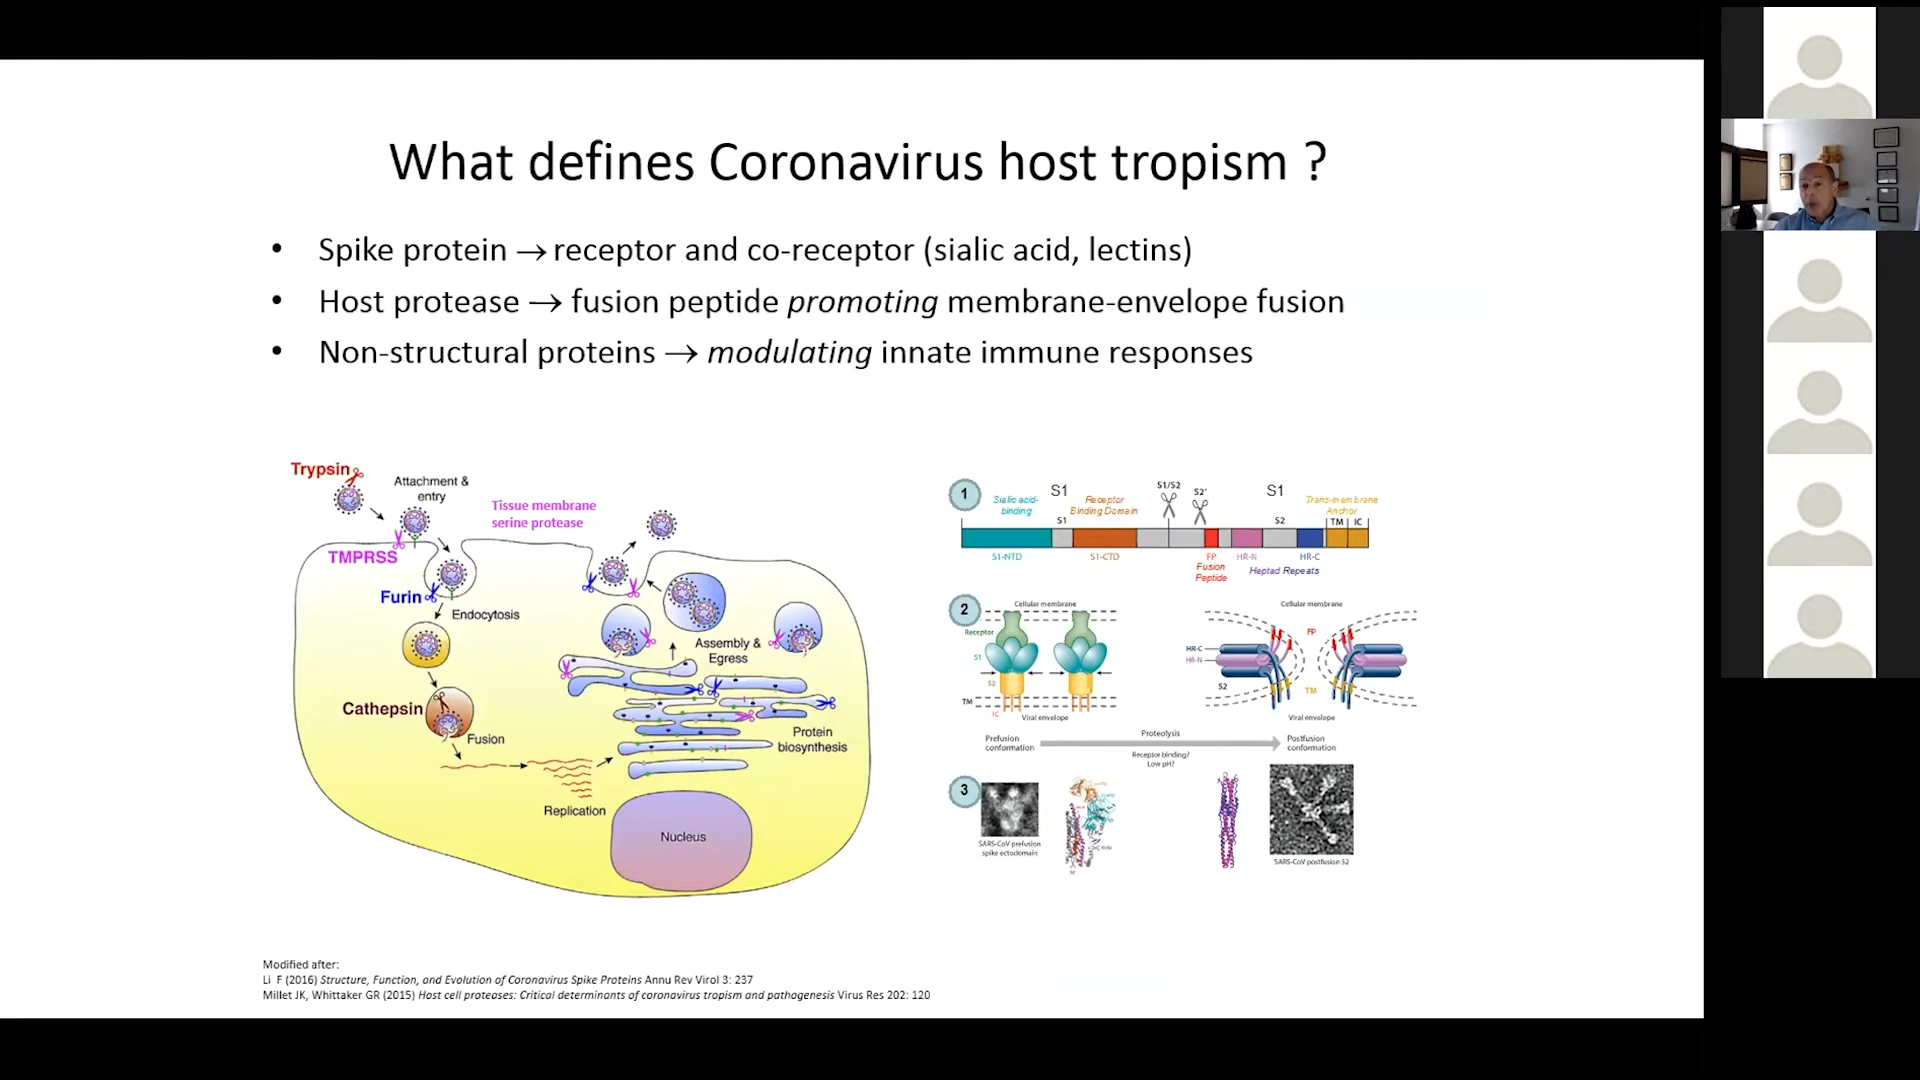 What defines Coronavirus host tropism ?
• Spike protein → receptor and co-receptor (sialic acid, lectins)
• Host protease → fusion peptide promoting membrane-envelope fusion
• Non-structural proteins → modulating innate immune responses
Trypsin
Attachment &
entry
Tissue membrane
serine protease
TMPRSS
Furin
Endocytosis
Assembly &
Egress
Cathepsin
Fusion
Protein
biosynthesis
Replication
Nucleus
1
Sialic acid-
binding
S1
Receptor
Binding Domain
S1/S2
S2'
S1
Trans-membrane
Anchor
S1
S2
TM
IC
S1-NTD
S1-CTD
FP
Fusion
Peptide
HR-N
HR-C
Heptad Repeats
2
Cellular membrane
Receptor
S1
S2
TM
IC
Viral envelope
Cellular membrane
FP
HR-C
HR-N
S2
TM
Viral envelope
Prefusion
conformation
Proteolysis
Receptor binding?
Low pH?
Postfusion
conformation
3
SARS-CoV prefusion
spike ectodomain
SARS-CoV postfusion S2
Modified after:
Li F (2016) Structure, Function, and Evolution of Coronavirus Spike Proteins Annu Rev Virol 3: 237
Millet JK, Whittaker GR (2015) Host cell proteases: Critical determinants of coronavirus tropism and pathogenesis Virus Res 202: 120